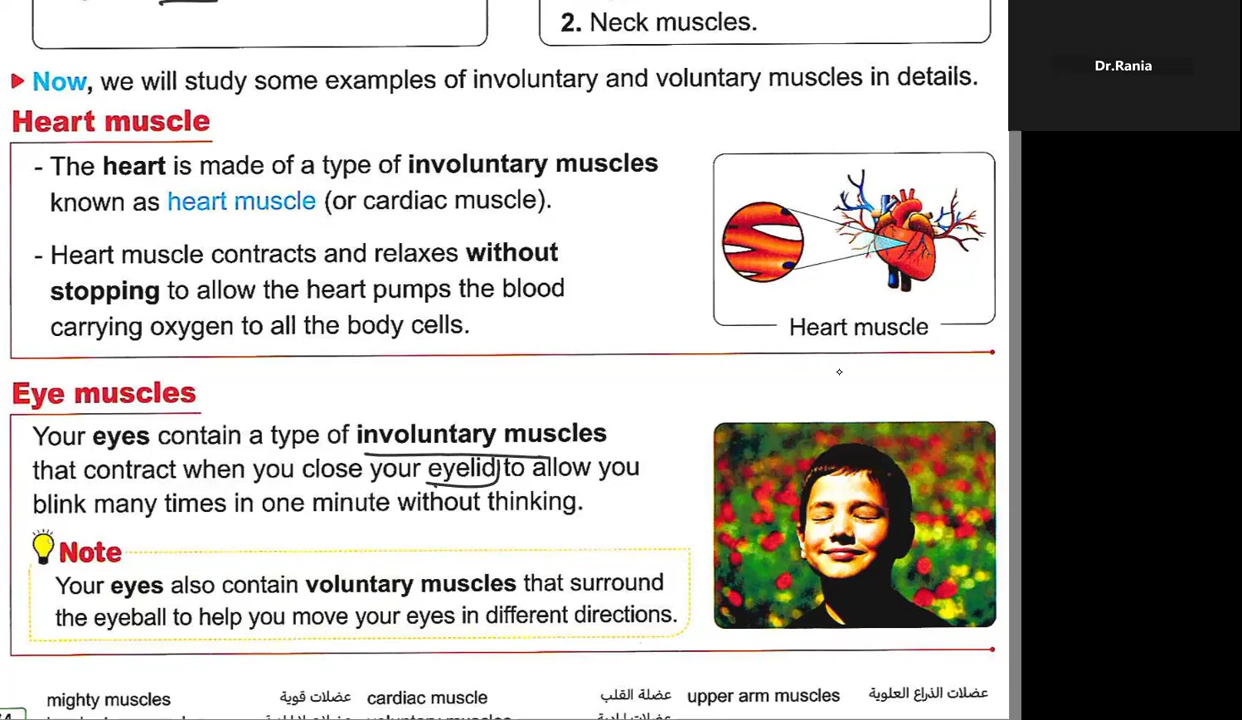 2. Neck muscles.
Dr.Rania
Now, we will study some examples of involuntary and voluntary muscles in details.
Heart muscle
- The heart is made of a type of involuntary muscles
known as heart muscle (or cardiac muscle).
- Heart muscle contracts and relaxes without
stopping to allow the heart pumps the blood
carrying oxygen to all the body cells.
Heart muscle
Eye muscles
Your eyes contain a type of involuntary muscles
that contract when you close your eyelid to allow you
blink many times in one minute without thinking.
Note
Your eyes also contain voluntary muscles that surround
the eyeball to help you move your eyes in different directions.
mighty muscles عضلات قوية cardiac muscle عضلة القلب upper arm muscles عضلات الذراع العلوية